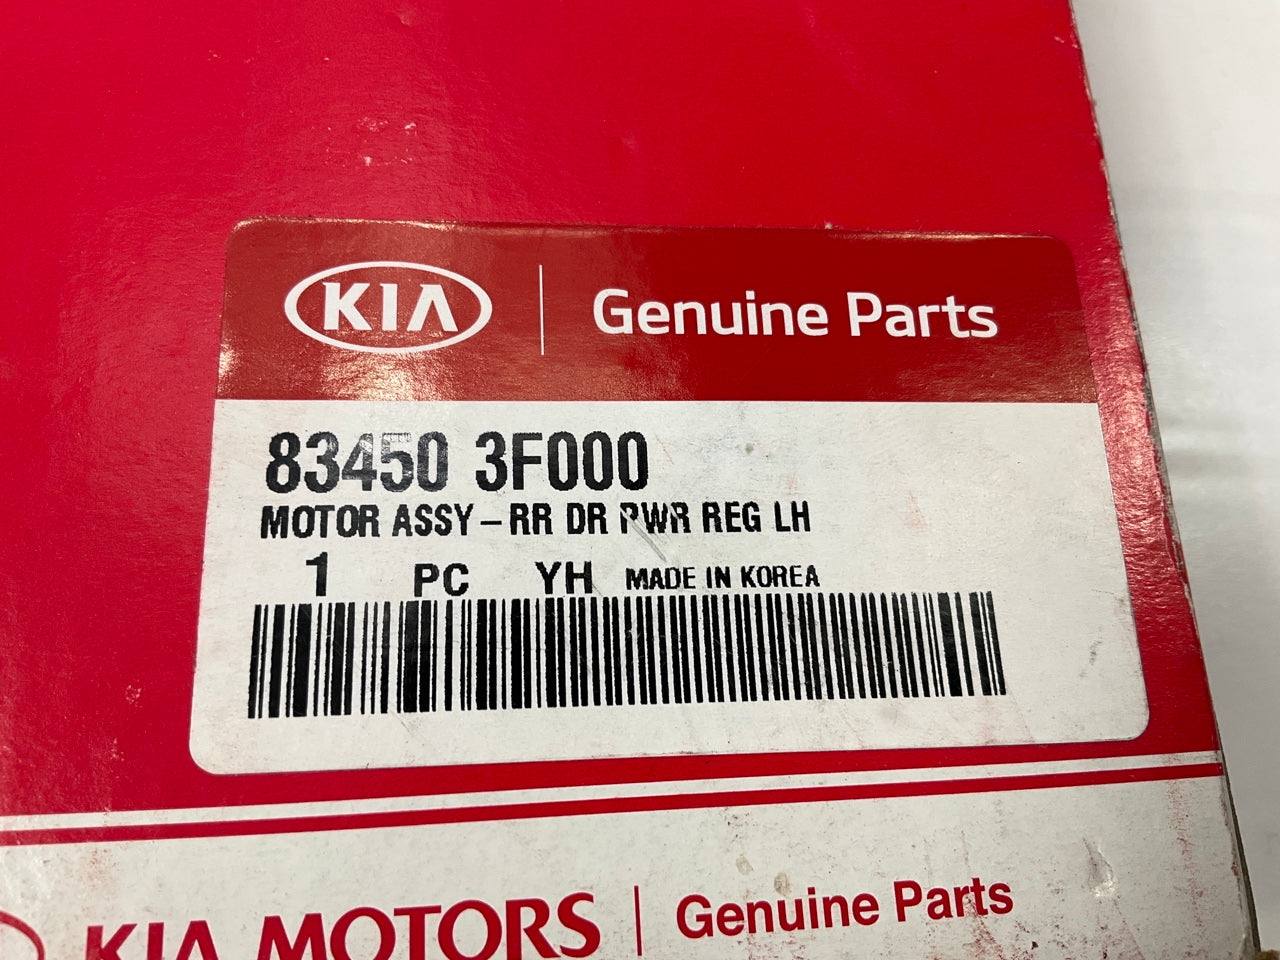 KIA Genuine Parts
83450 3F000
MOTOR ASSY-RR DR PWR REG LH
1 PC YH MADE IN KOREA
KIA MOTORS Genuine Parts